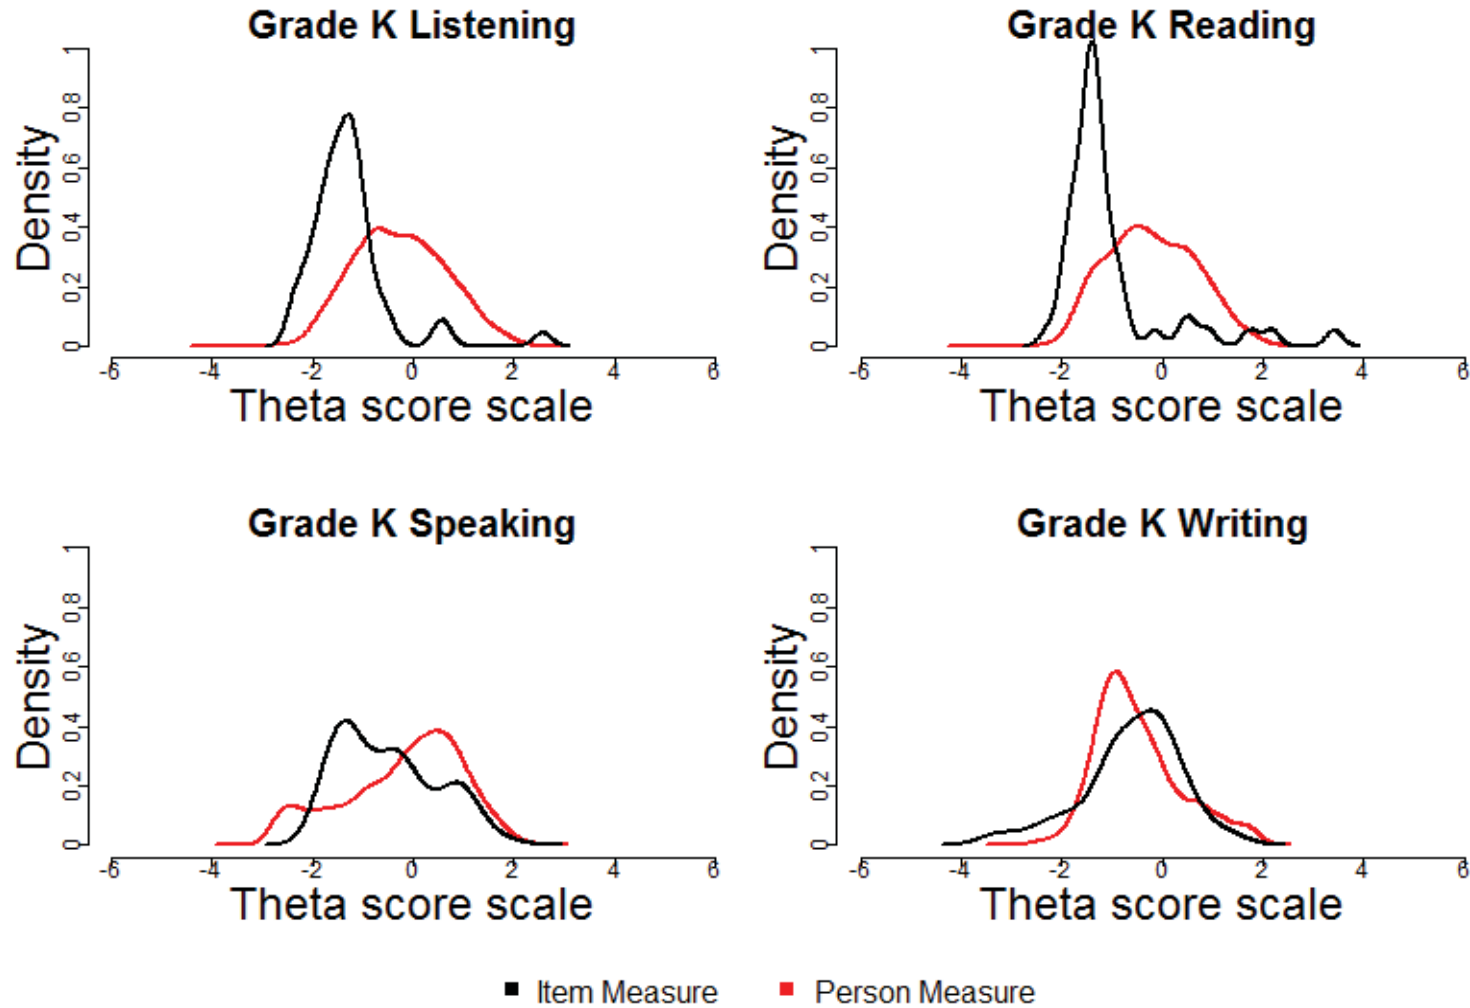 Grade K Listening
Density
0 0.2 0.4 0.6 0.8 1
-6 -4 -2 0 2 4 6
Theta score scale
Grade K Reading
Density
0 0.2 0.4 0.6 0.8 1
-6 -4 -2 0 2 4 6
Theta score scale
Grade K Speaking
Density
0 0.2 0.4 0.6 0.8 1
-6 -4 -2 0 2 4 6
Theta score scale
Grade K Writing
Density
0 0.2 0.4 0.6 0.8 1
-6 -4 -2 0 2 4 6
Theta score scale
Item Measure
Person Measure